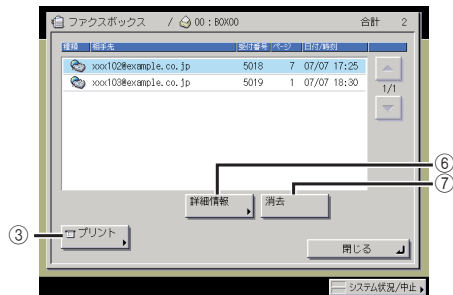 ファクスボックス / 00 : BOX00 合計 2
種類 相手先 受付番号 ページ 日付/時刻
xxx102@example.co.jp 5018 7 07/07 17:25
xxx103@example.co.jp 5019 1 07/07 18:30
1/1
⑥
⑦
詳細情報 消去
③ プリント
閉じる
システム状況/中止